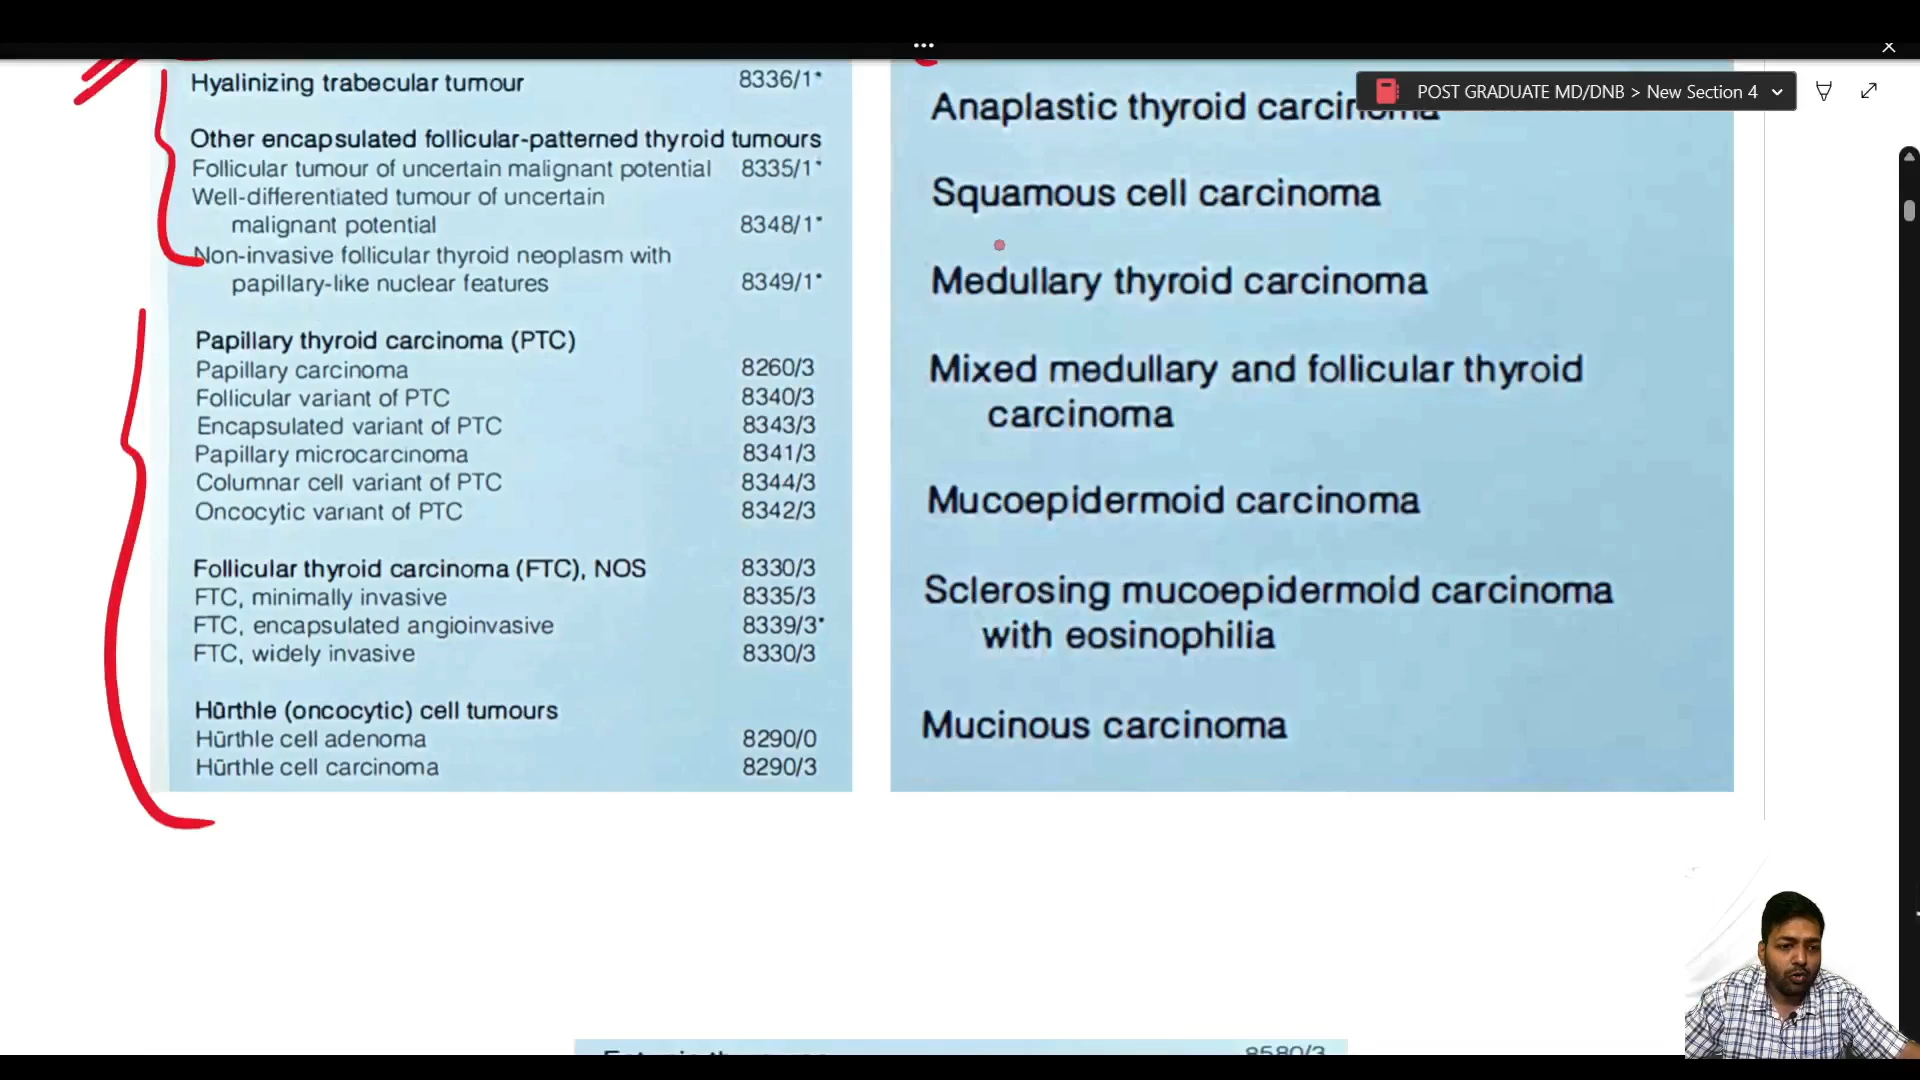 ...
POST GRADUATE MD/DNB > New Section 4
Hyalinizing trabecular tumour 8336/1*
Other encapsulated follicular-patterned thyroid tumours
Follicular tumour of uncertain malignant potential 8335/1*
Well-differentiated tumour of uncertain
malignant potential 8348/1*
Non-invasive follicular thyroid neoplasm with
papillary-like nuclear features 8349/1*
Papillary thyroid carcinoma (PTC)
Papillary carcinoma 8260/3
Follicular variant of PTC 8340/3
Encapsulated variant of PTC 8343/3
Papillary microcarcinoma 8341/3
Columnar cell variant of PTC 8344/3
Oncocytic variant of PTC 8342/3
Follicular thyroid carcinoma (FTC), NOS 8330/3
FTC, minimally invasive 8335/3
FTC, encapsulated angioinvasive 8339/3*
FTC, widely invasive 8330/3
Hürthle (oncocytic) cell tumours
Hürthle cell adenoma 8290/0
Hürthle cell carcinoma 8290/3
Anaplastic thyroid carcinoma
Squamous cell carcinoma
Medullary thyroid carcinoma
Mixed medullary and follicular thyroid
carcinoma
Mucoepidermoid carcinoma
Sclerosing mucoepidermoid carcinoma
with eosinophilia
Mucinous carcinoma
8580/3